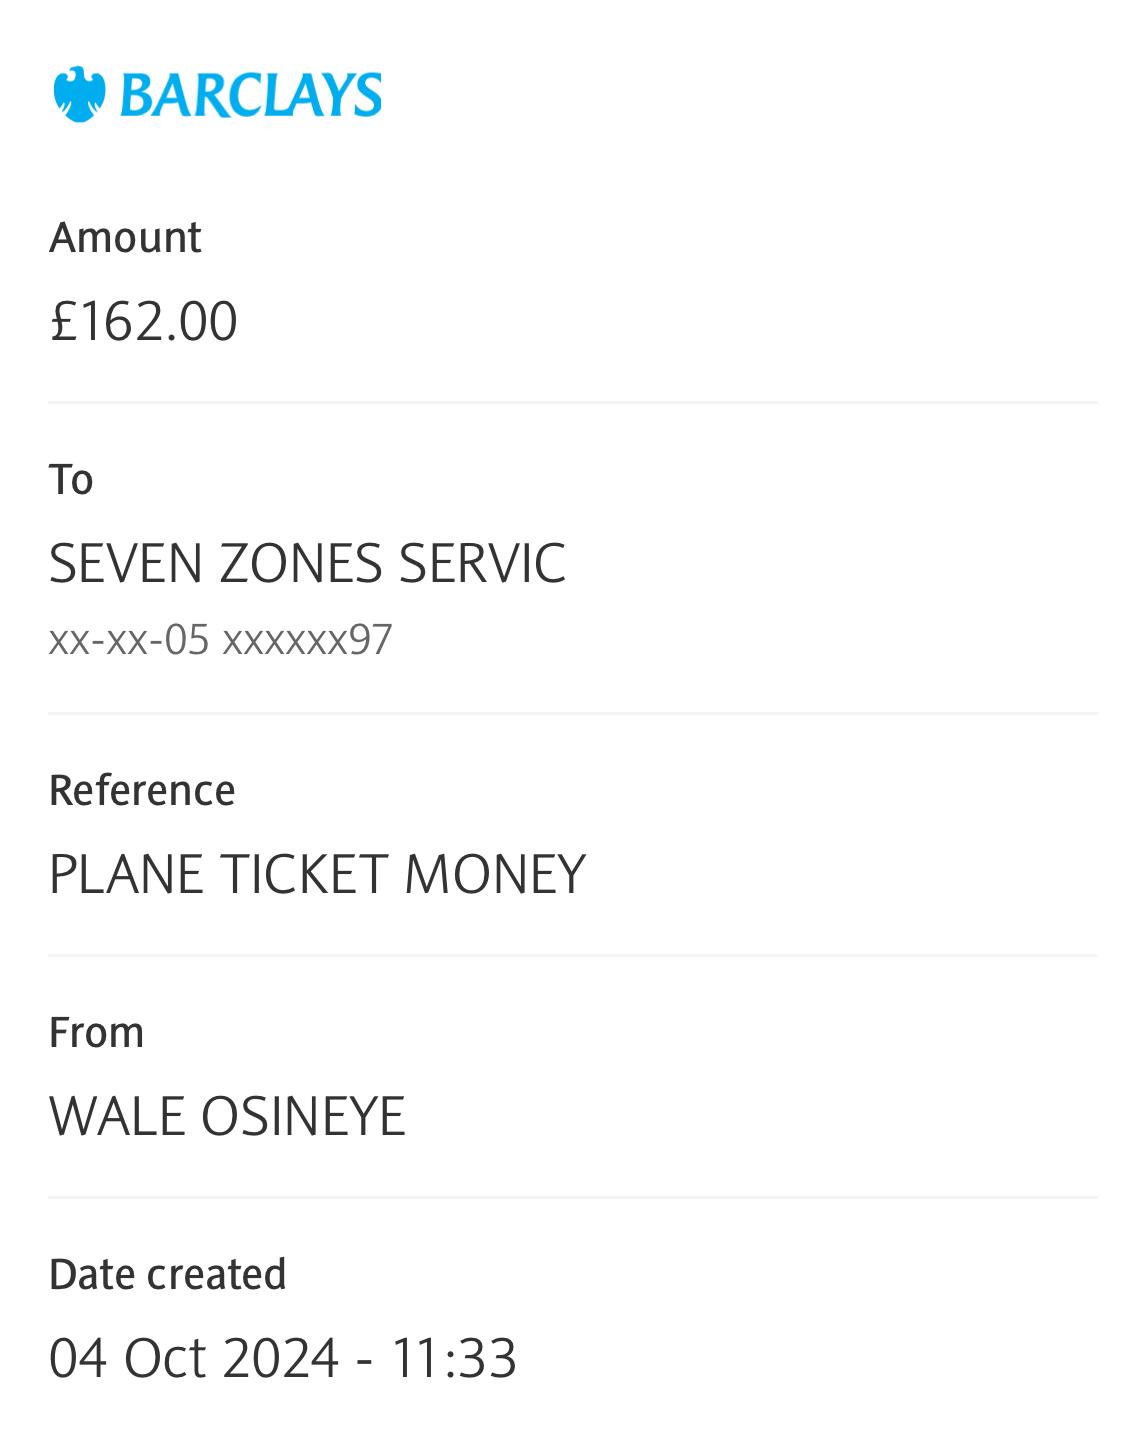 BARCLAYS
Amount
£162.00
To
SEVEN ZONES SERVIC
xx-xx-05 xxxxxx97
Reference
PLANE TICKET MONEY
From
WALE OSINEYE
Date created
04 Oct 2024 - 11:33